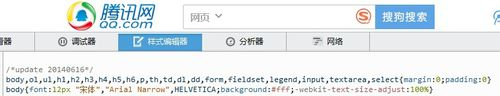 腾讯网
QQ.com
网页
搜狗搜索
置器
调试器
样式编辑器
分析器
网络
/*update 20140616*/
body,ol,ul,h1,h2,h3,h4,h5,h6,p,th,td,dl,dd,form,fieldset,legend,input,textarea,select{margin:0;padding:0}
body{font:12px "宋体","Arial Narrow",HELVETICA;background:#fff;-webkit-text-size-adjust:100%}